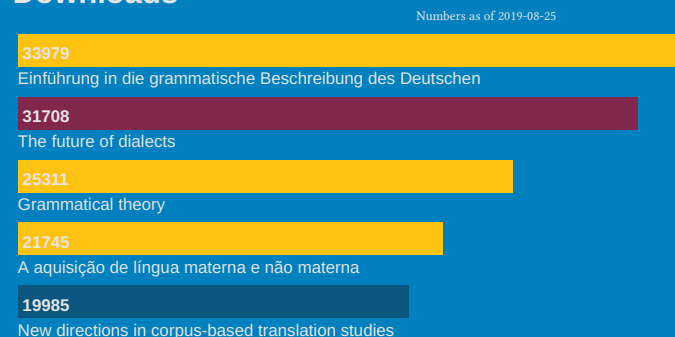 Downloads
Numbers as of 2019-08-25
33979
Einführung in die grammatische Beschreibung des Deutschen
31708
The future of dialects
25311
Grammatical theory
21745
A aquisição de língua materna e não materna
19985
New directions in corpus-based translation studies